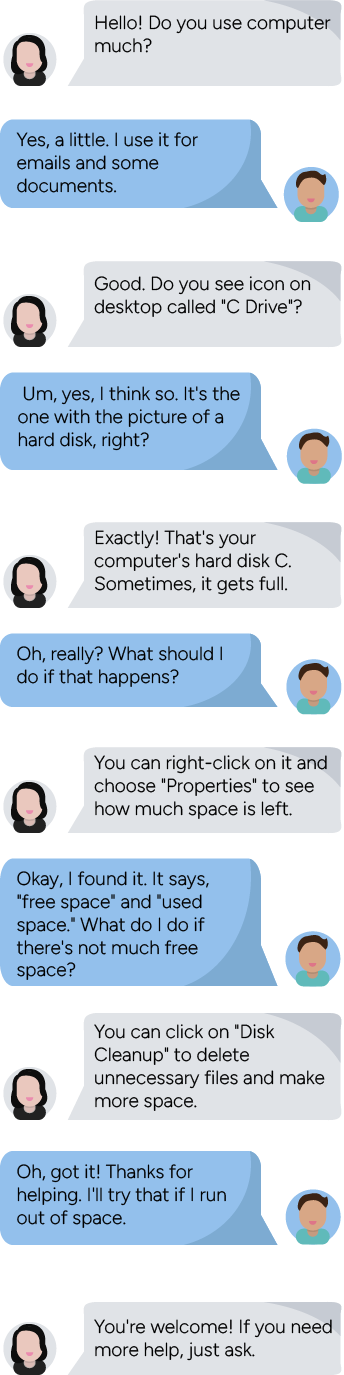 Hello! Do you use computer
much?
Yes, a little. I use it for
emails and some
documents.
Good. Do you see icon on
desktop called "C Drive"?
Um, yes, I think so. It's the
one with the picture of a
hard disk, right?
Exactly! That's your
computer's hard disk C.
Sometimes, it gets full.
Oh, really? What should I
do if that happens?
You can right-click on it and
choose "Properties" to see
how much space is left.
Okay, I found it. It says,
"free space" and "used
space." What do I do if
there's not much free
space?
You can click on "Disk
Cleanup" to delete
unnecessary files and make
more space.
Oh, got it! Thanks for
helping. I'll try that if I run
out of space.
You're welcome! If you need
more help, just ask.